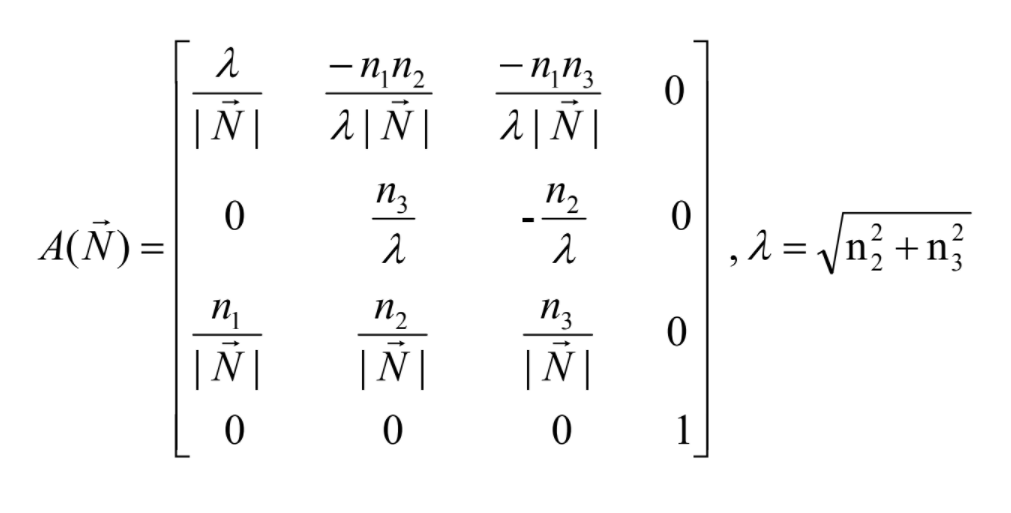 A(N⃗) = [ λ/|N⃗| −n₁n₂/λ|N⃗| −n₁n₃/λ|N⃗| 0
0 n₃/λ -n₂/λ 0
n₁/|N⃗| n₂/|N⃗| n₃/|N⃗| 0
0 0 0 1 ] , λ = √(n₂² + n₃²)